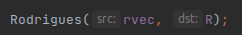 Rodrigues( src: rvec, dst: R);